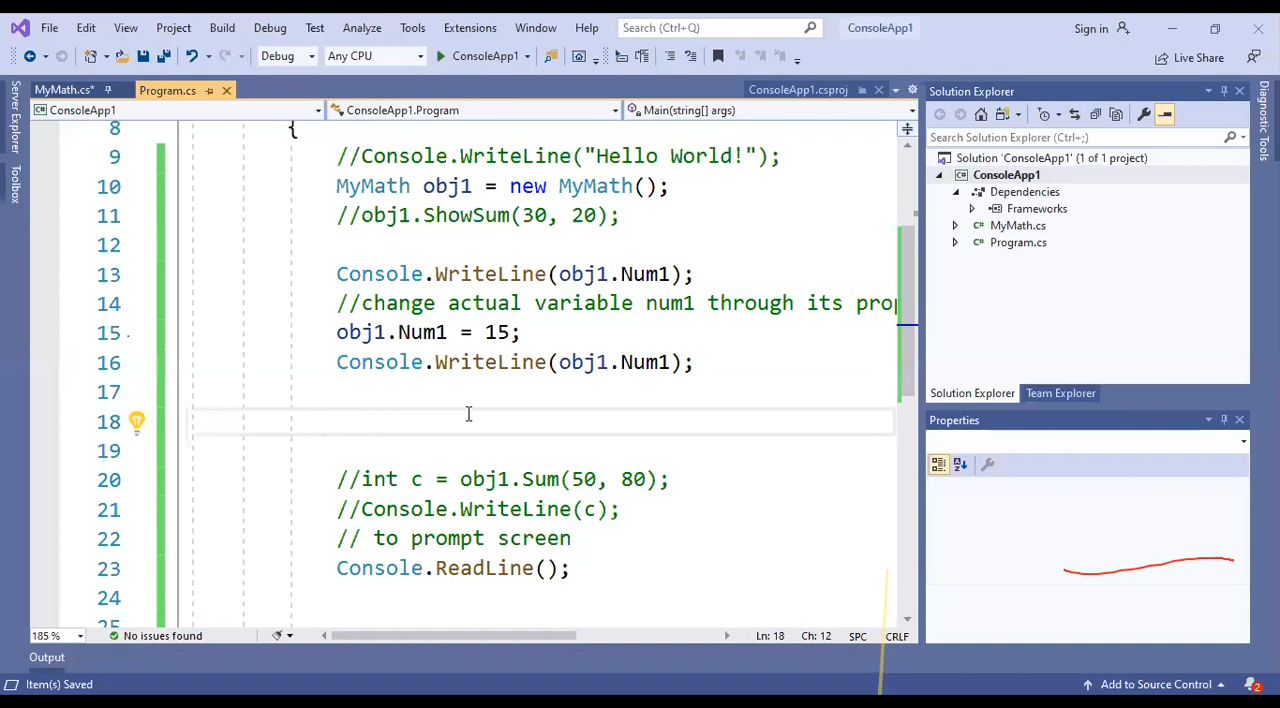 File Edit View Project Build Debug Test Analyze Tools Extensions Window Help Search (Ctrl+Q) ConsoleApp1 Sign in
Debug Any CPU ConsoleApp1 Live Share
MyMath.cs* Program.cs ConsoleApp1.csproj
ConsoleApp1 ConsoleApp1.Program Main(string[] args)
Server Explorer
Toolbox
8 {
9 //Console.WriteLine("Hello World!");
10 MyMath obj1 = new MyMath();
11 //obj1.ShowSum(30, 20);
12
13 Console.WriteLine(obj1.Num1);
14 //change actual variable num1 through its prop
15 obj1.Num1 = 15;
16 Console.WriteLine(obj1.Num1);
17
18
19
20 //int c = obj1.Sum(50, 80);
21 //Console.WriteLine(c);
22 // to prompt screen
23 Console.ReadLine();
24
25
185 % No issues found Ln: 18 Ch: 12 SPC CRLF
Output
Item(s) Saved Add to Source Control 2
Solution Explorer
Search Solution Explorer (Ctrl+;)
Solution 'ConsoleApp1' (1 of 1 project)
ConsoleApp1
Dependencies
Frameworks
MyMath.cs
Program.cs
Solution Explorer Team Explorer
Properties
Diagnostic Tools